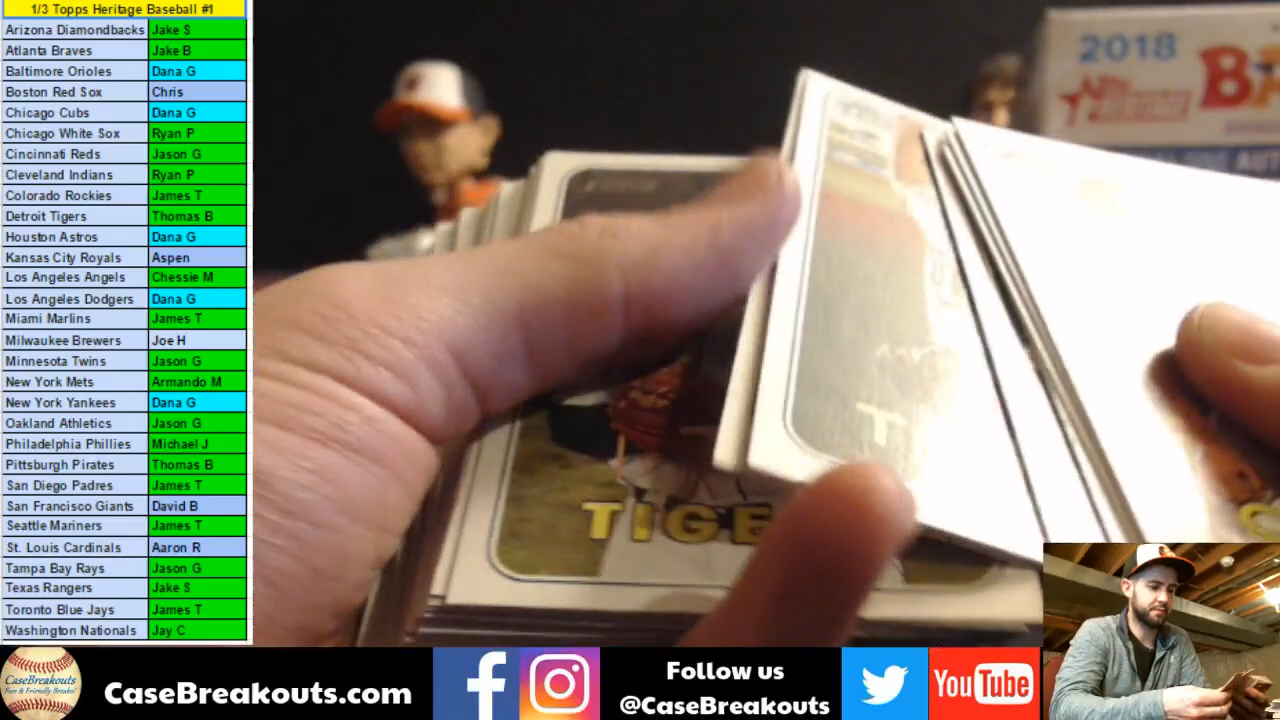 1/3 Topps Heritage Baseball #1
Arizona Diamondbacks Jake S
Atlanta Braves Jake B
Baltimore Orioles Dana G
Boston Red Sox Chris
Chicago Cubs Dana G
Chicago White Sox Ryan P
Cincinnati Reds Jason G
Cleveland Indians Ryan P
Colorado Rockies James T
Detroit Tigers Thomas B
Houston Astros Dana G
Kansas City Royals Aspen
Los Angeles Angels Chessie M
Los Angeles Dodgers Dana G
Miami Marlins James T
Milwaukee Brewers Joe H
Minnesota Twins Jason G
New York Mets Armando M
New York Yankees Dana G
Oakland Athletics Jason G
Philadelphia Phillies Michael J
Pittsburgh Pirates Thomas B
San Diego Padres James T
San Francisco Giants David B
Seattle Mariners James T
St. Louis Cardinals Aaron R
Tampa Bay Rays Jason G
Texas Rangers Jake S
Toronto Blue Jays James T
Washington Nationals Jay C
2018
TIGE
CaseBreakouts
Fun & Friendly Breaks!
CaseBreakouts.com
Follow us
@CaseBreakouts
YouTube